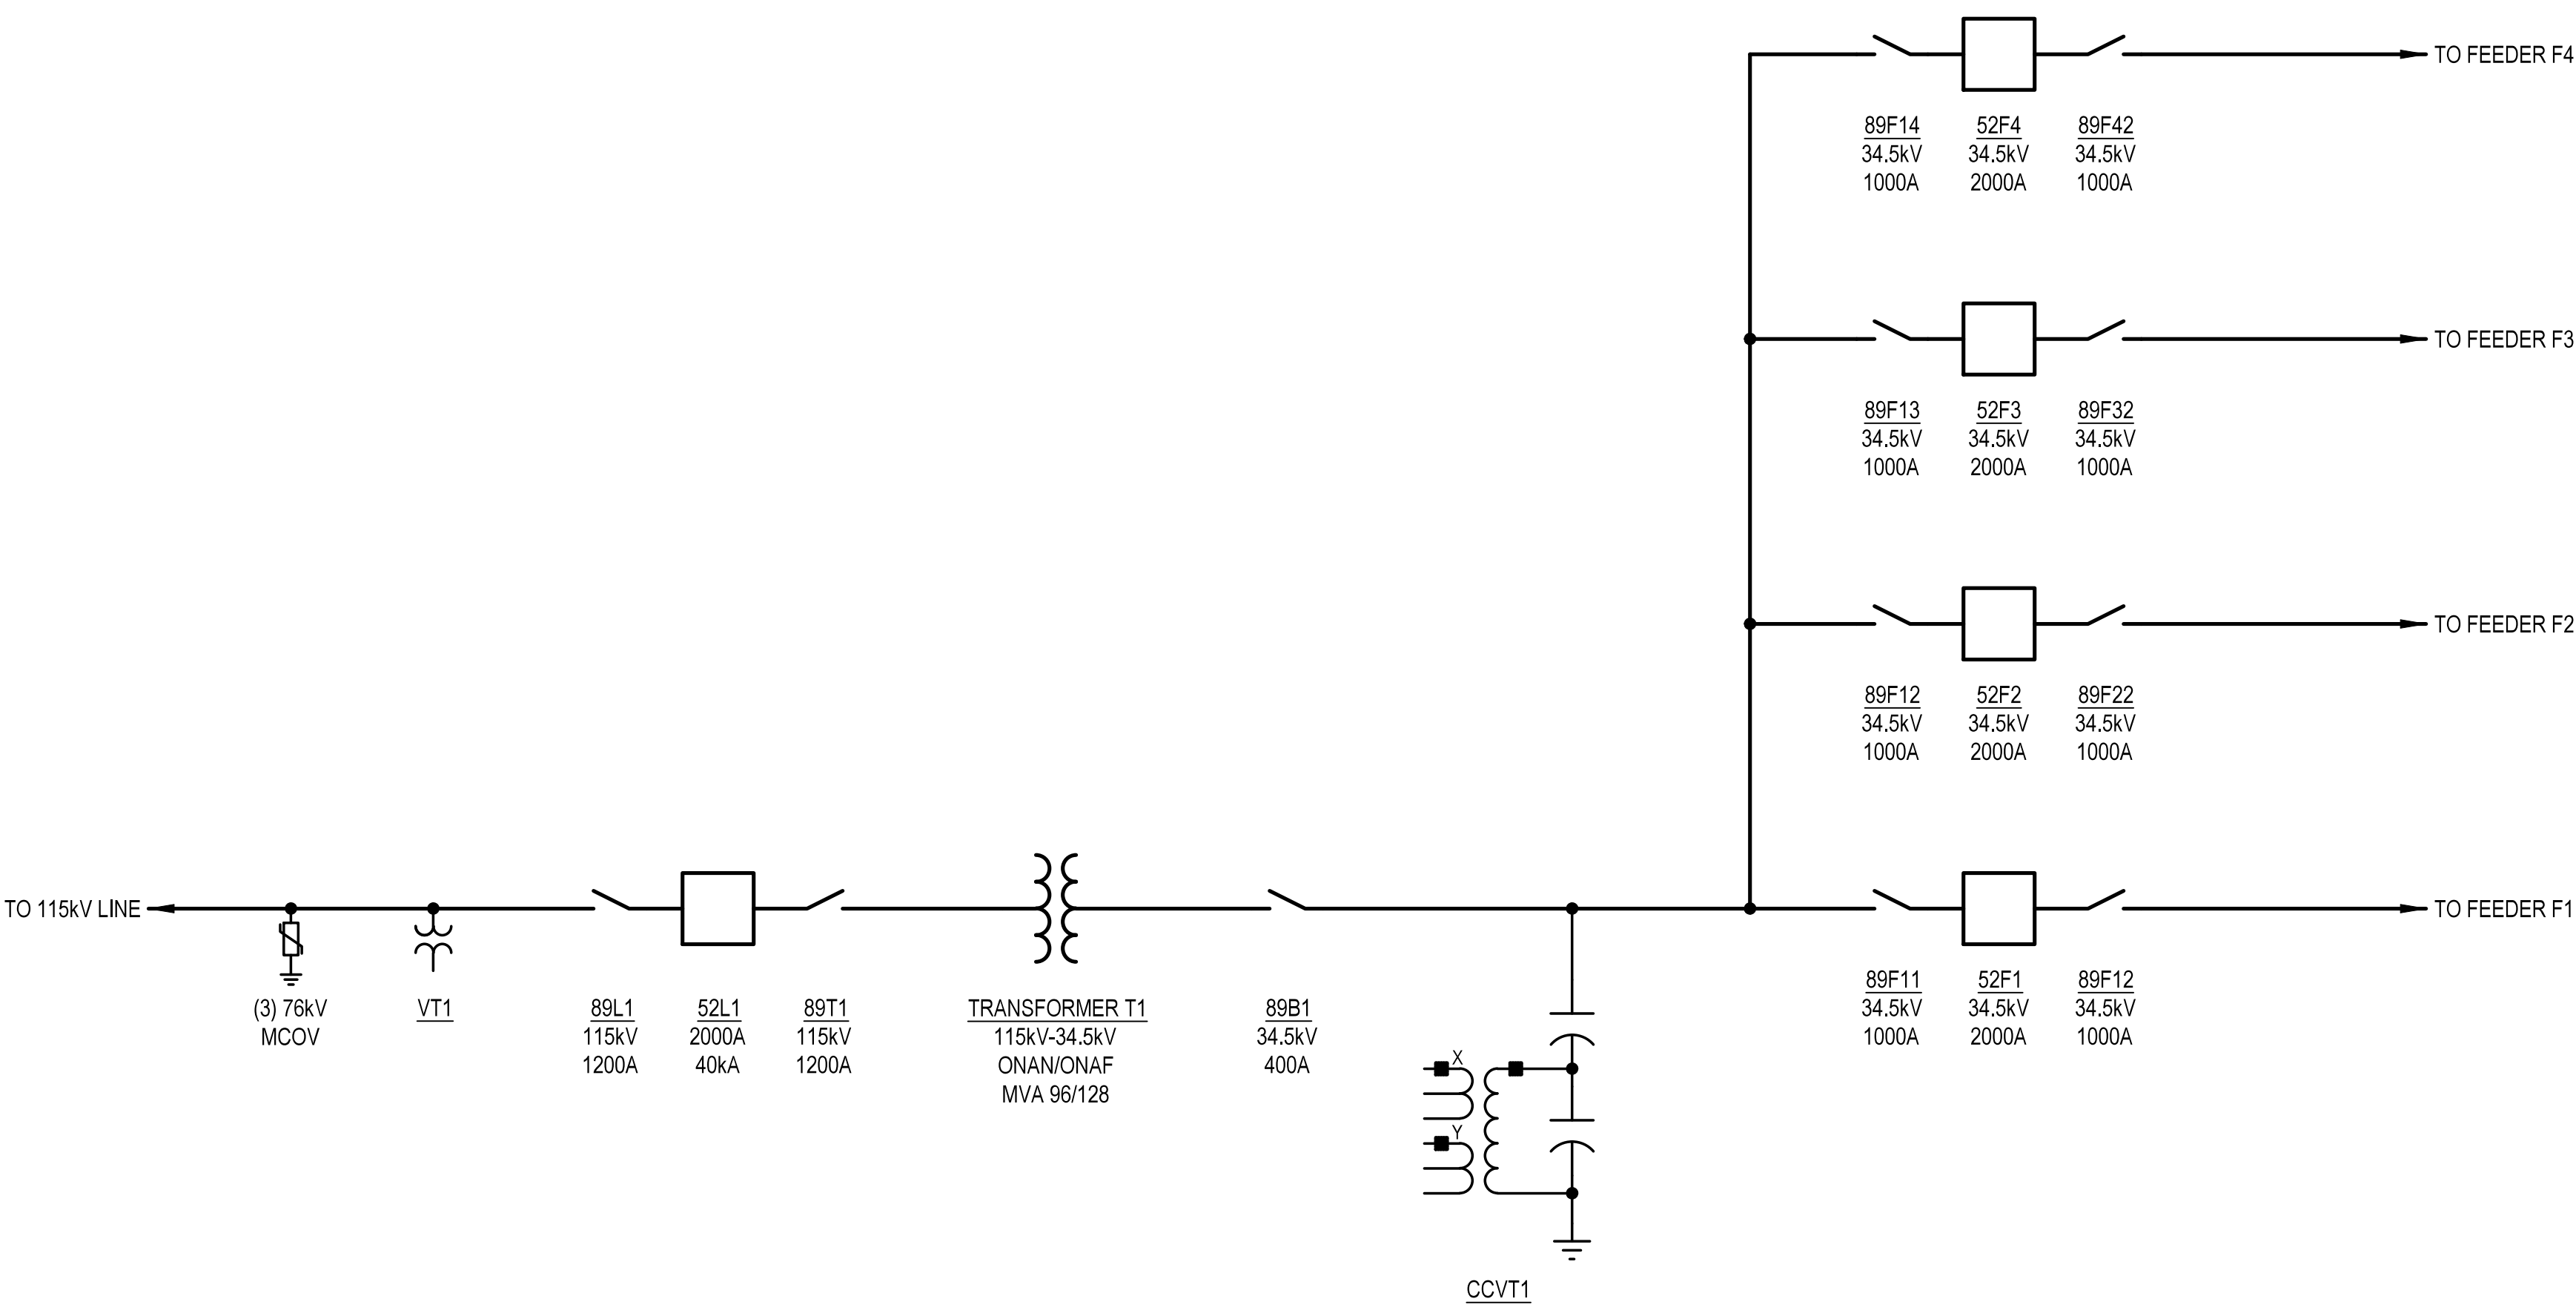 TO FEEDER F4
89F14
34.5kV
1000A
52F4
34.5kV
2000A
89F42
34.5kV
1000A
TO FEEDER F3
89F13
34.5kV
1000A
52F3
34.5kV
2000A
89F32
34.5kV
1000A
TO FEEDER F2
89F12
34.5kV
1000A
52F2
34.5kV
2000A
89F22
34.5kV
1000A
TO 115kV LINE
TO FEEDER F1
(3) 76kV
MCOV
VT1
89L1
115kV
1200A
52L1
2000A
40kA
89T1
115kV
1200A
TRANSFORMER T1
115kV-34.5kV
ONAN/ONAF
MVA 96/128
89B1
34.5kV
400A
X
Y
CCVT1
89F11
34.5kV
1000A
52F1
34.5kV
2000A
89F12
34.5kV
1000A